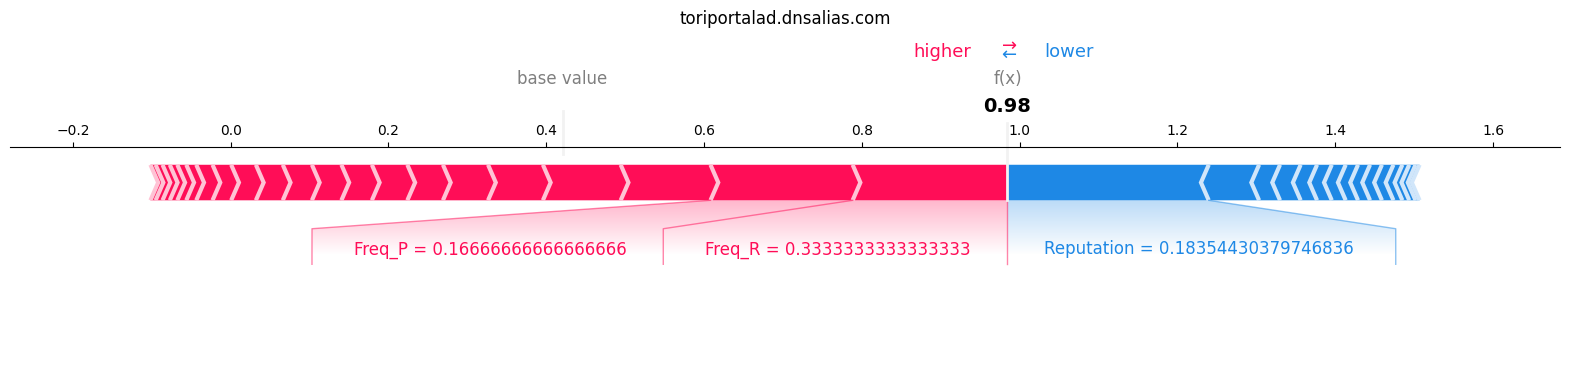 toriportalad.dnsalias.com
higher ⇄ lower
base value f(x)
0.98
−0.2 0.0 0.2 0.4 0.6 0.8 1.0 1.2 1.4 1.6
Freq_P = 0.16666666666666666 Freq_R = 0.3333333333333333 Reputation = 0.18354430379746836